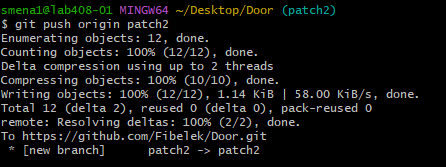 smena1@lab408-01 MINGW64 ~/Desktop/Door (patch2)
$ git push origin patch2
Enumerating objects: 12, done.
Counting objects: 100% (12/12), done.
Delta compression using up to 2 threads
Compressing objects: 100% (10/10), done.
Writing objects: 100% (12/12), 1.14 KiB | 58.00 KiB/s, done.
Total 12 (delta 2), reused 0 (delta 0), pack-reused 0
remote: Resolving deltas: 100% (2/2), done.
To https://github.com/Fibelek/Door.git
 * [new branch]      patch2 -> patch2